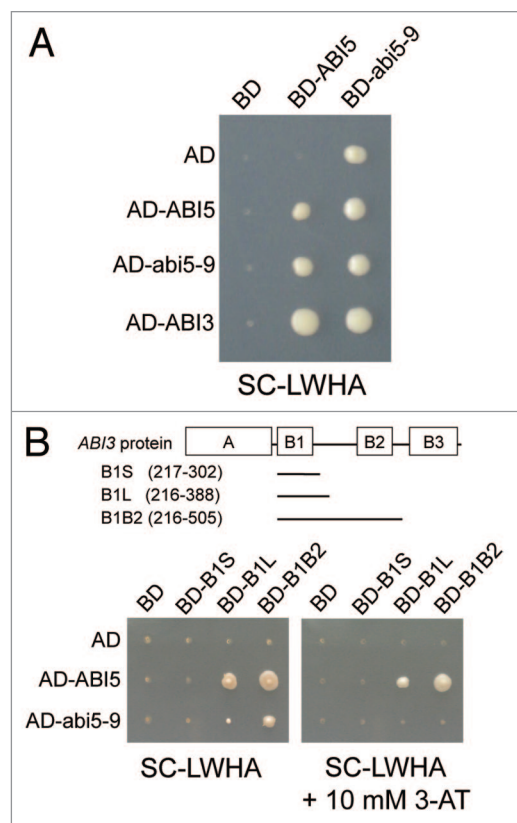 A
BD BD-ABI5 BD-abi5-9
AD
AD-ABI5
AD-abi5-9
AD-ABI3
SC-LWHA
B
ABI3 protein A B1 B2 B3
B1S (217-302)
B1L (216-388)
B1B2 (216-505)
BD BD-B1S BD-B1L BD-B1B2 BD BD-B1S BD-B1L BD-B1B2
AD
AD-ABI5
AD-abi5-9
SC-LWHA SC-LWHA
+ 10 mM 3-AT